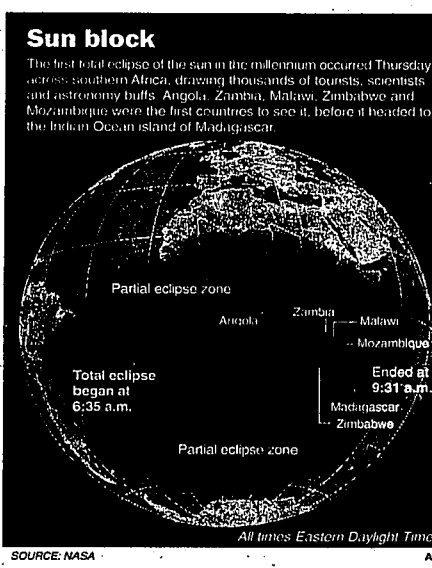 Sun block
The first total eclipse of the sun in the millennium occurred Thursday
across southern Africa, drawing thousands of tourists, scientists
and astronomy buffs. Angola, Zambia, Malawi, Zimbabwe and
Mozambique were the first countries to see it, before it headed to
the Indian Ocean island of Madagascar.
Partial eclipse zone
Angola
Zambia
Malawi
Mozambique
Total eclipse
began at
6:35 a.m.
Ended at
9:31 a.m.
Madagascar
Zimbabwe
Partial eclipse zone
All times Eastern Daylight Time
SOURCE: NASA
A